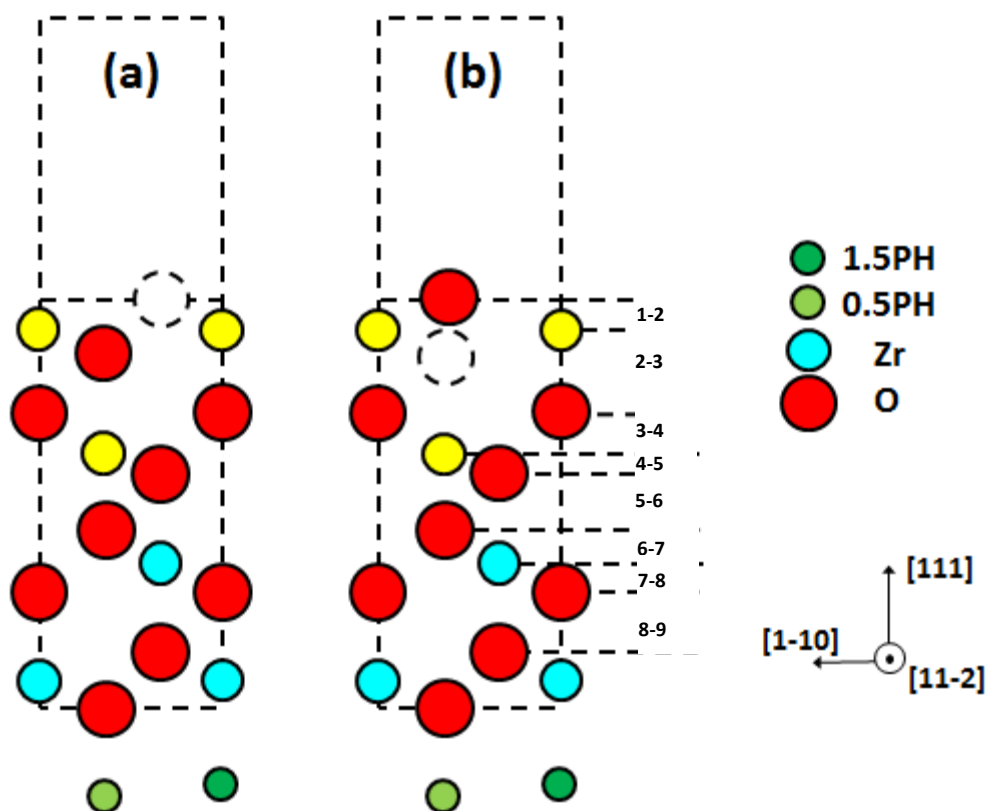 (a)
(b)
1-2
2-3
3-4
4-5
5-6
6-7
7-8
8-9
1.5PH
0.5PH
Zr
O
[111]
[1-10]
[11-2]